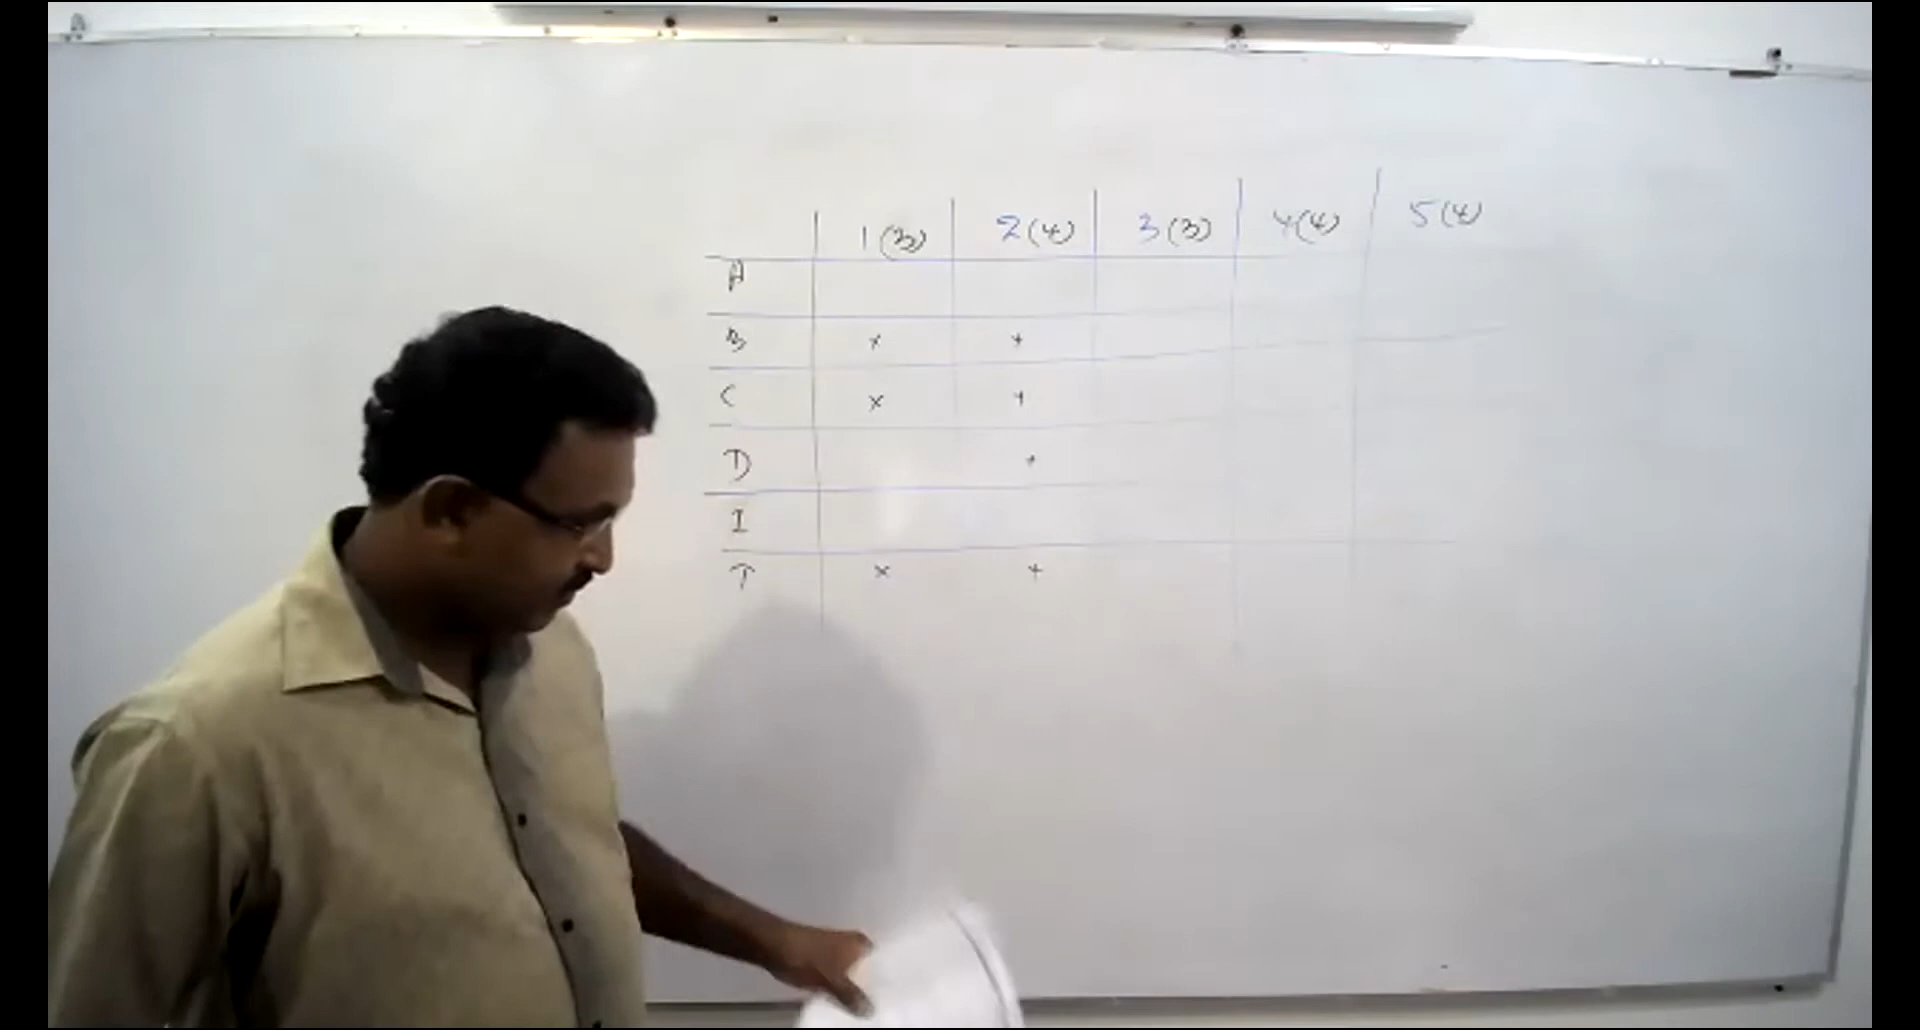 1(3) 2(4) 3(3) 4(4) 5(4)
A
B x x
C x x
D x
I
T x x